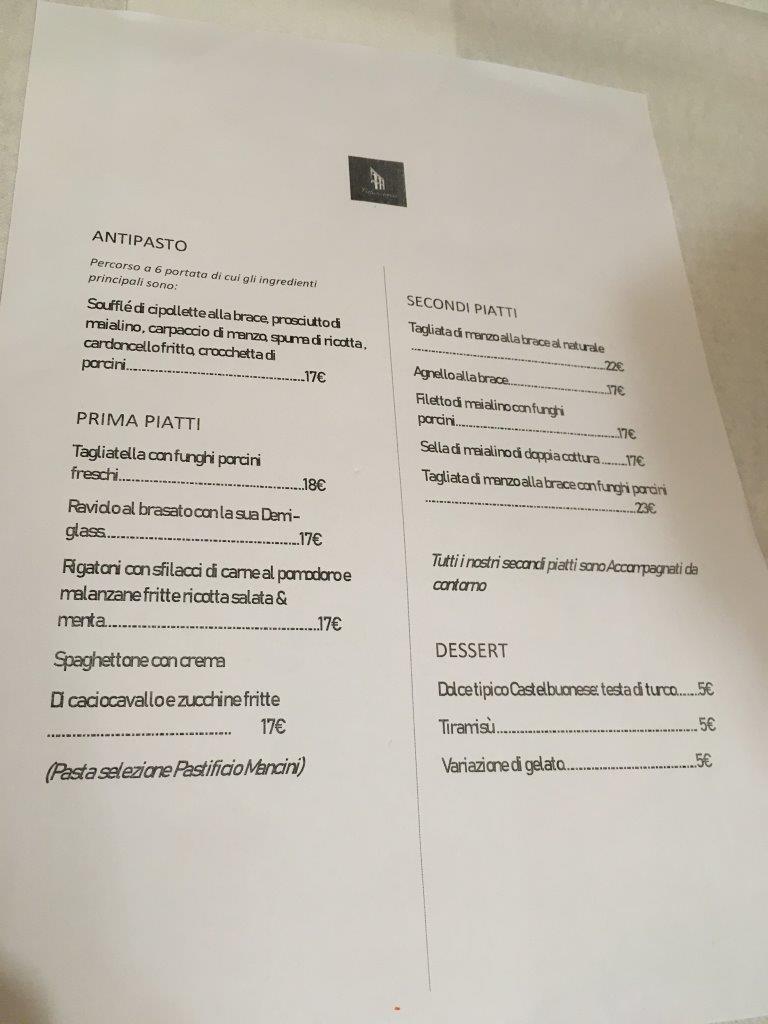 ANTIPASTO
Percorso a 6 portata di cui gli ingredienti
principali sono:
Soufflé di cipollette alla brace, prosciutto di
maialino, carpaccio di manzo, spuma di ricotta,
cardoncello fritto, crocchetta di
porcini.............................................17€
PRIMA PIATTI
Tagliatella con funghi porcini
freschi.............................................18€
Raviolo al brasato con la sua Demi-
glass..............................................17€
Rigatoni con sfilacci di carne al pomodoro e
malanzane fritte ricotta salata &
menta...................................................17€
Spaghettone con crema
Di caciocavallo e zucchine fritte
........................................... 17€
(Pasta selezione Pastificio Mancini)
SECONDI PIATTI
Tagliata di manzo alla brace al naturale
................................................22€
Agnello alla brace........................17€
Filetto di maialino con funghi
porcini........................................17€
Sella di maialino di doppia cottura.......17€
Tagliata di manzo alla brace con funghi porcini
...................................................23€
Tutti i nostri secondi piatti sono Accompagnati da
contorno
DESSERT
Dolce tipico Castelbuonese: testa di turco......5€
Tiramisù................................................5€
Variazione di gelato................................5€